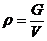 ρ = G/V